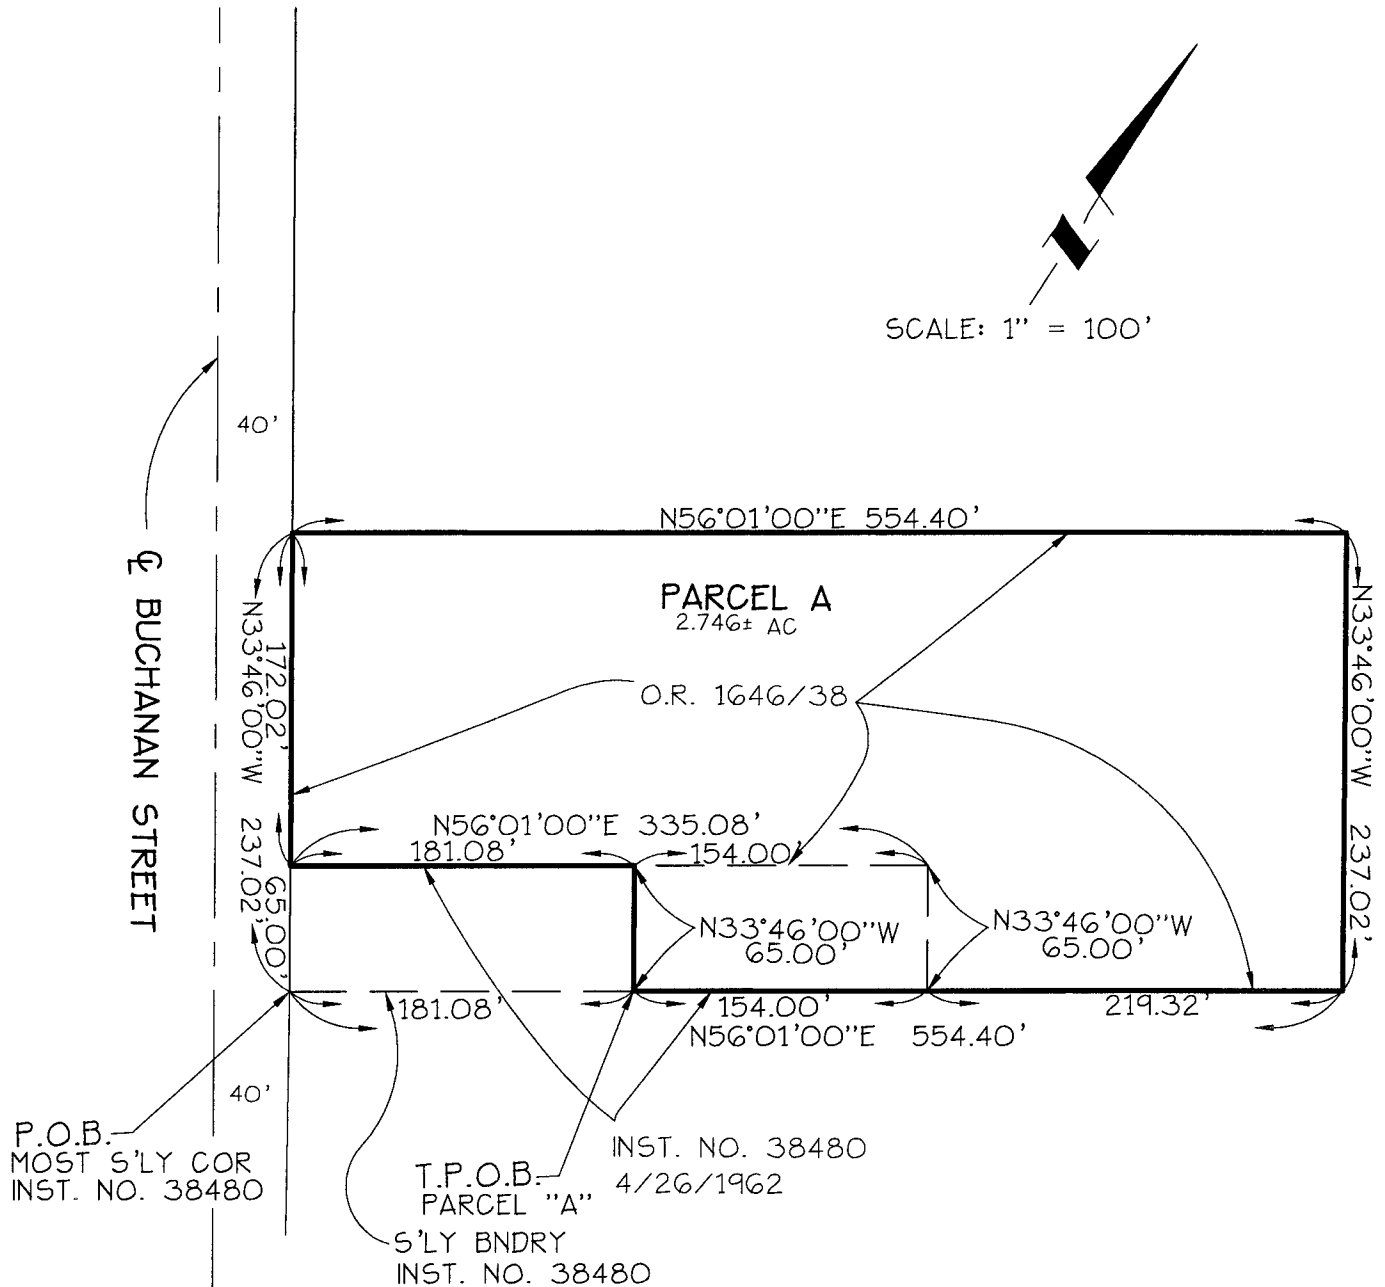 SCALE: 1" = 100'
40'
N56°01'00"E 554.40'
℄ BUCHANAN STREET
N33°46'00"W 237.02'
172.02'
65.00'
PARCEL A
2.746± AC
O.R. 1646/38
N33°46'00"W 237.02'
N56°01'00"E 335.08'
181.08'
154.00'
N33°46'00"W
65.00'
N33°46'00"W
65.00'
181.08'
154.00'
219.32'
N56°01'00"E 554.40'
40'
P.O.B.
MOST S'LY COR
INST. NO. 38480
T.P.O.B.
PARCEL "A"
INST. NO. 38480
4/26/1962
S'LY BNDRY
INST. NO. 38480